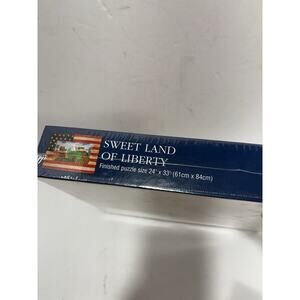 SWEET LAND
OF LIBERTY
Finished puzzle size 24" x 33" (61cm x 84cm)